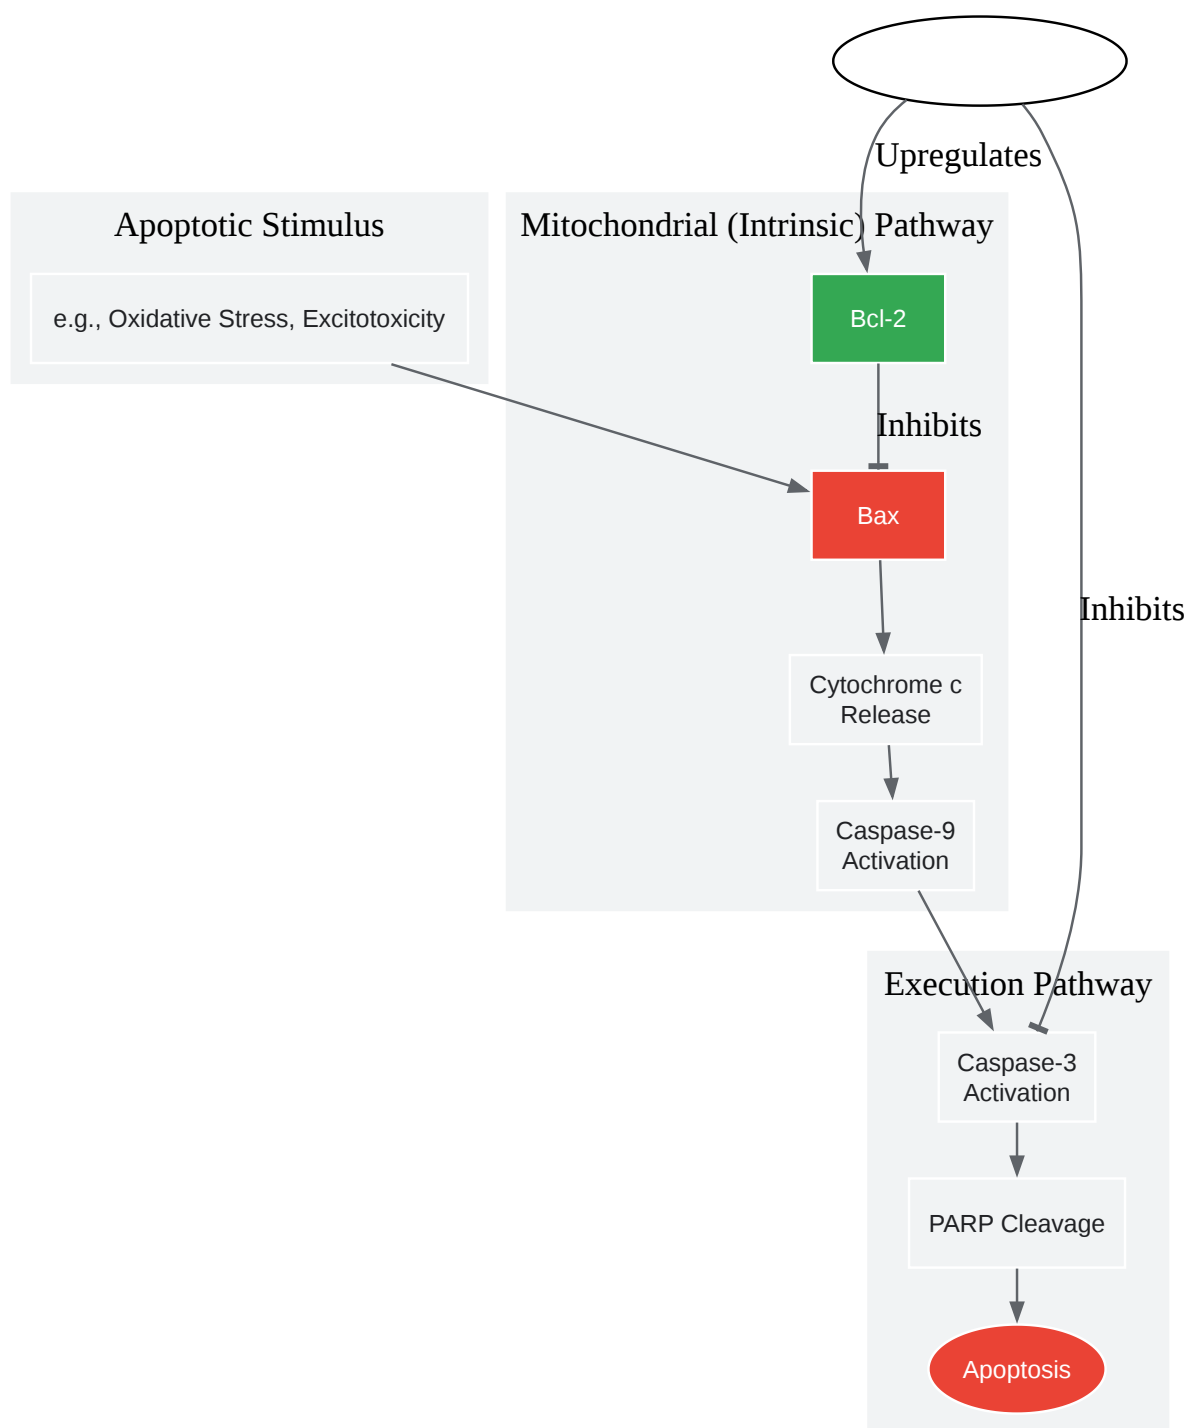 Upregulates
Apoptotic Stimulus
Mitochondrial (Intrinsic) Pathway
e.g., Oxidative Stress, Excitotoxicity
Bcl-2
Inhibits
Bax
Inhibits
Cytochrome c
Release
Caspase-9
Activation
Execution Pathway
Caspase-3
Activation
PARP Cleavage
Apoptosis